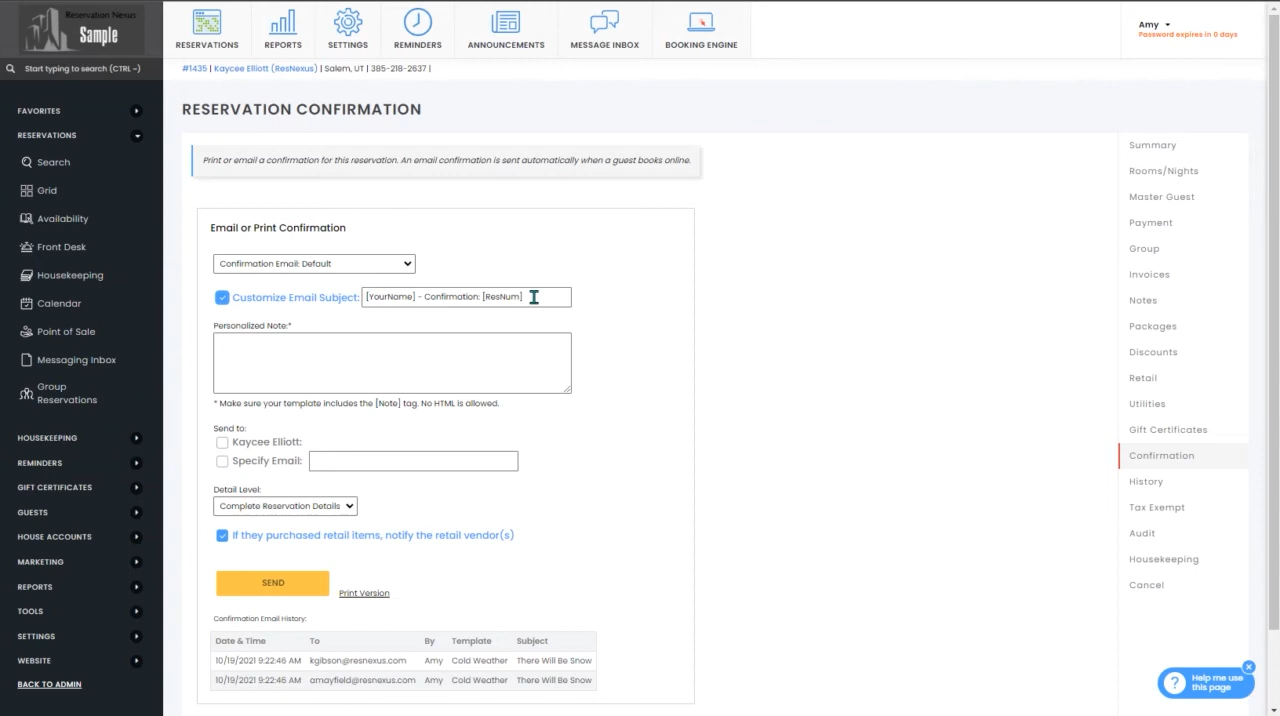 Reservation Nexus
Sample
RESERVATIONS
REPORTS
SETTINGS
REMINDERS
ANNOUNCEMENTS
MESSAGE INBOX
BOOKING ENGINE
Amy
Password expires in 0 days
Start typing to search (CTRL ~)
#1435 | Kaycee Elliott (ResNexus) | Salem, UT | 385-218-2637 |
FAVORITES
RESERVATIONS
Search
Grid
Availability
Front Desk
Housekeeping
Calendar
Point of Sale
Messaging Inbox
Group
Reservations
HOUSEKEEPING
REMINDERS
GIFT CERTIFICATES
GUESTS
HOUSE ACCOUNTS
MARKETING
REPORTS
TOOLS
SETTINGS
WEBSITE
BACK TO ADMIN
RESERVATION CONFIRMATION
Print or email a confirmation for this reservation. An email confirmation is sent automatically when a guest books online.
Email or Print Confirmation
Confirmation Email: Default
Customize Email Subject: [YourName] - Confirmation: [ResNum]
Personalized Note:*
* Make sure your template includes the [Note] tag. No HTML is allowed.
Send to:
Kaycee Elliott:
Specify Email:
Detail Level:
Complete Reservation Details
If they purchased retail items, notify the retail vendor(s)
SEND
Print Version
Confirmation Email History:
Date & Time To By Template Subject
10/19/2021 9:22:46 AM kgibson@resnexus.com Amy Cold Weather There Will Be Snow
10/19/2021 9:22:46 AM amayfield@resnexus.com Amy Cold Weather There Will Be Snow
Summary
Rooms/Nights
Master Guest
Payment
Group
Invoices
Notes
Packages
Discounts
Retail
Utilities
Gift Certificates
Confirmation
History
Tax Exempt
Audit
Housekeeping
Cancel
Help me use
this page